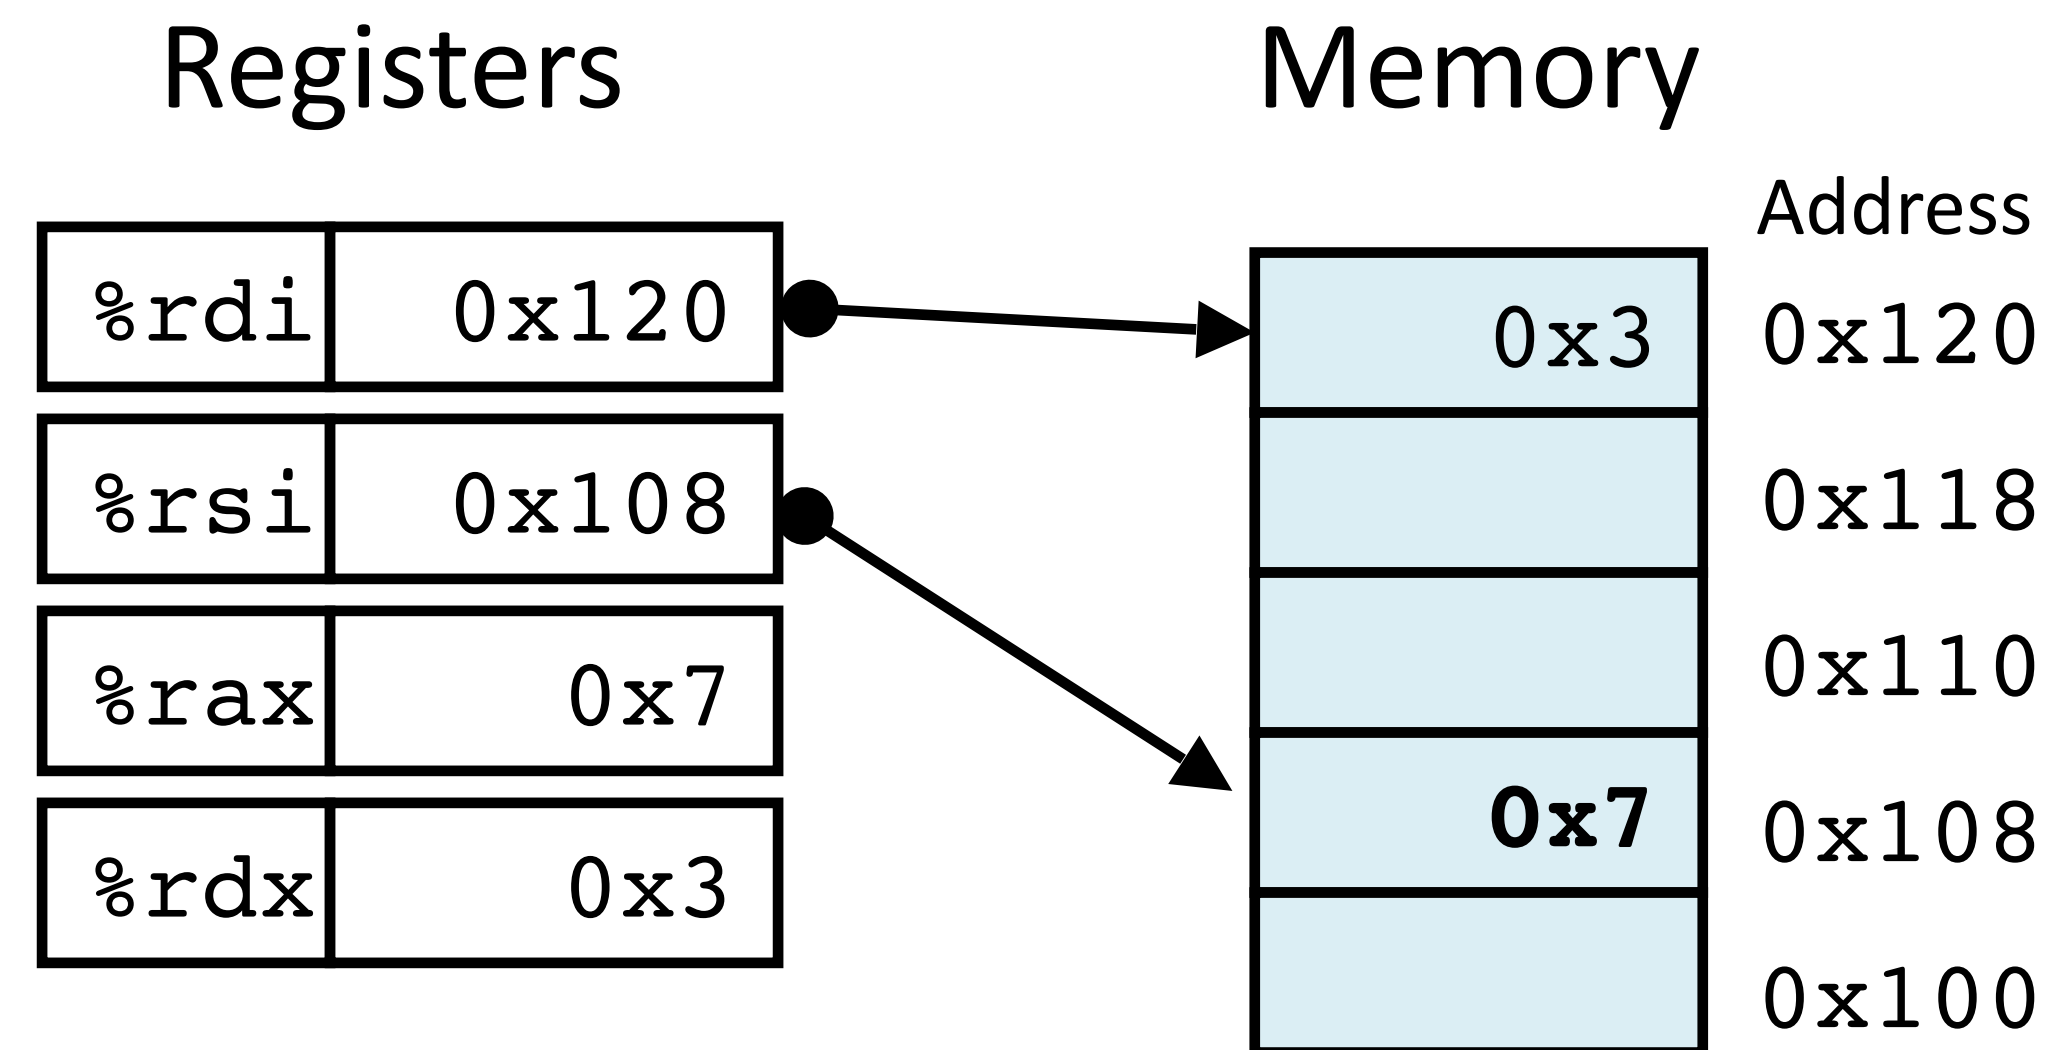 Registers
Memory
Address
%rdi 0x120
%rsi 0x108
%rax 0x7
%rdx 0x3
0x3 0x120
0x118
0x110
0x7 0x108
0x100